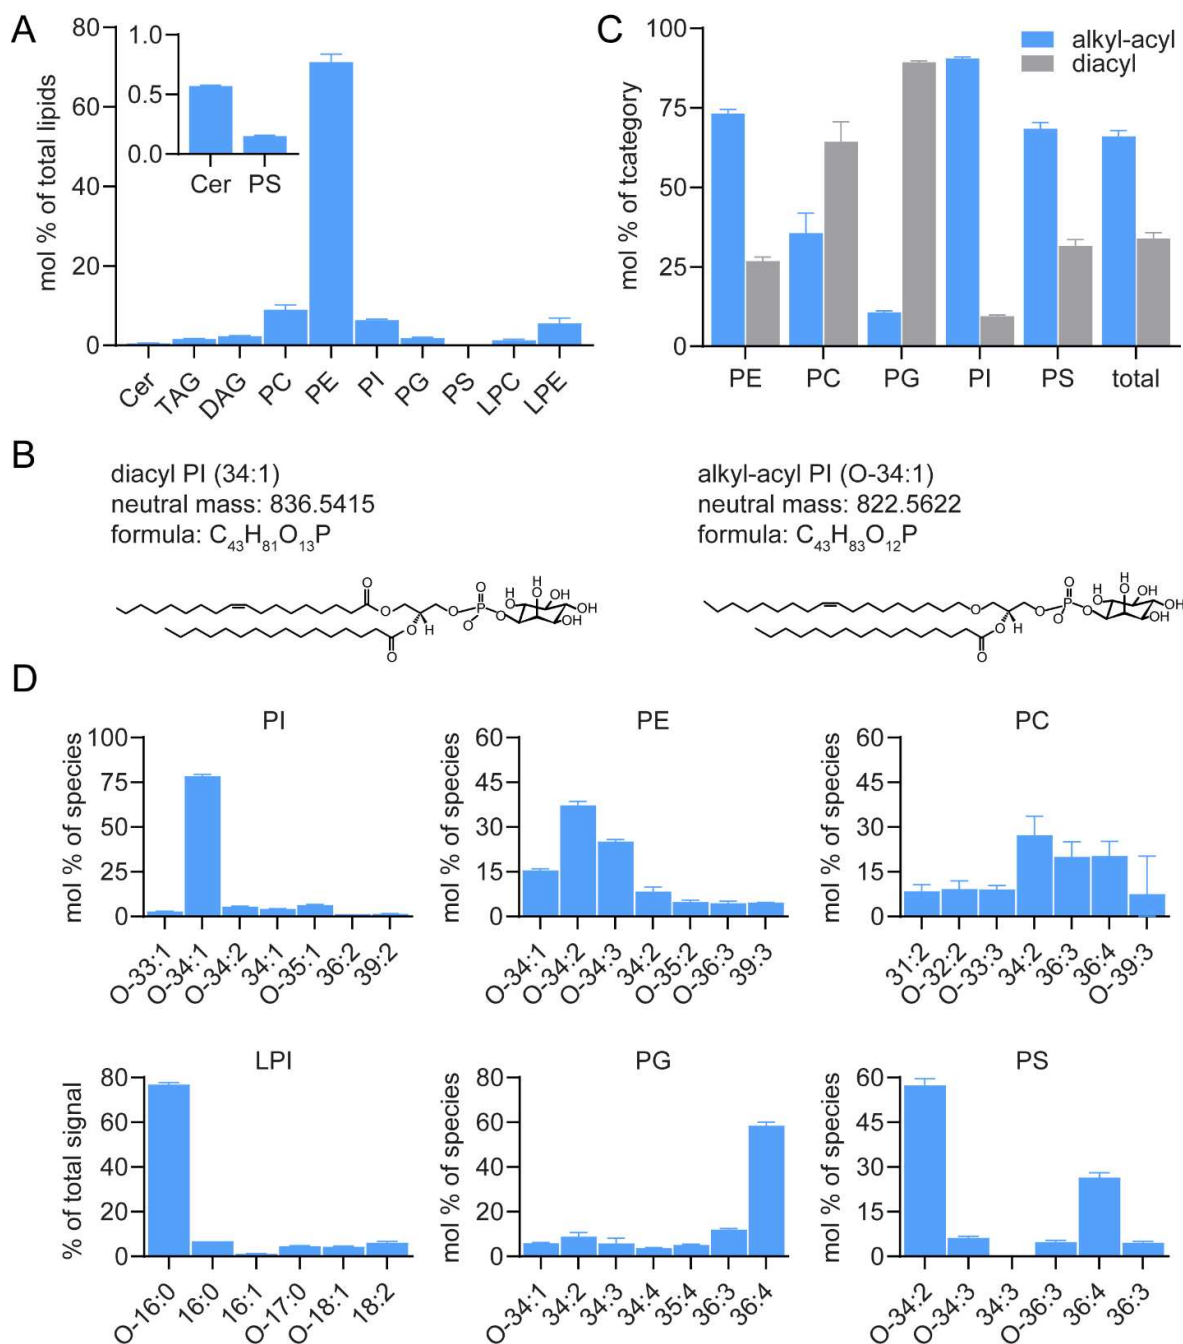 A
mol % of total lipids
80
60
40
20
0
1.0
0.5
0.0
Cer PS
Cer TAG DAG PC PE PI PG PS LPC LPE
C
mol % of tcategory
100
75
50
25
0
alkyl-acyl
diacyl
PE PC PG PI PS total
B
diacyl PI (34:1)
neutral mass: 836.5415
formula: C43H81O13P
O O O O O P O O H O H O OH OH OH H O O
alkyl-acyl PI (O-34:1)
neutral mass: 822.5622
formula: C43H83O12P
O O O P O O H O H O OH OH OH H O O
D
PI
mol % of species
100
75
50
25
0
O-33:1 O-34:1 O-34:2 34:1 O-35:1 36:2 39:2
PE
mol % of species
60
45
30
15
0
O-34:1 O-34:2 O-34:3 34:2 O-35:2 O-36:3 39:3
PC
mol % of species
60
45
30
15
0
31:2 O-32:2 O-33:3 34:2 36:3 36:4 O-39:3
LPI
% of total signal
80
60
40
20
0
O-16:0 16:0 16:1 O-17:0 O-18:1 18:2
PG
mol % of species
80
60
40
20
0
O-34:1 34:2 34:3 34:4 35:4 36:3 36:4
PS
mol % of species
60
45
30
15
0
O-34:2 O-34:3 34:3 O-36:3 36:4 36:3